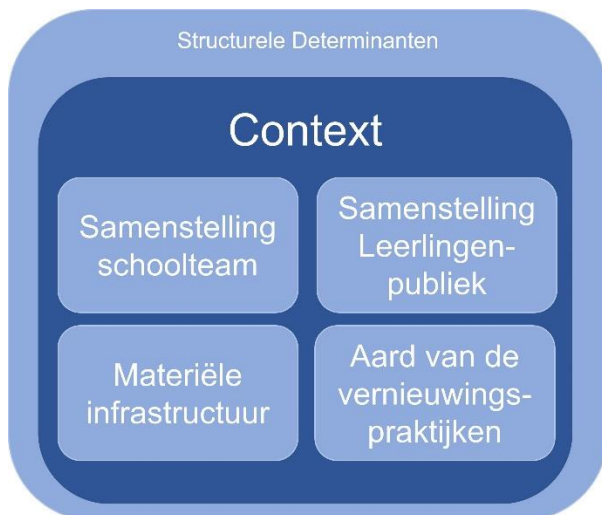 Structurele Determinanten
Context
Samenstelling
schoolteam
Samenstelling
Leerlingen-
publiek
Materiële
infrastructuur
Aard van de
vernieuwings-
praktijken